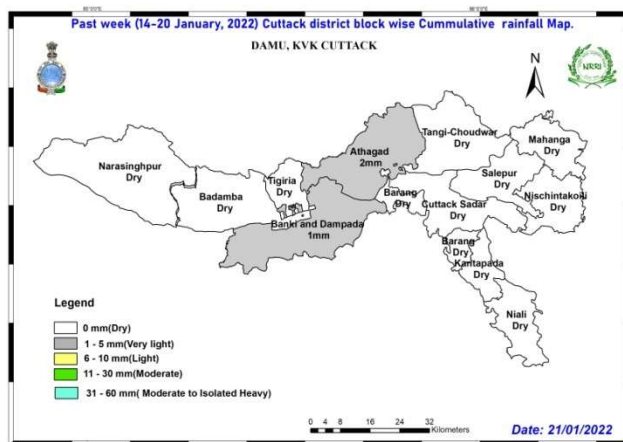 Past week (14-20 January, 2022) Cuttack district block wise Cummulative rainfall Map.
DAMU, KVK CUTTACK
N
NRRI
Narasinghpur
Dry
Badamba
Dry
Tigiria
Dry
Athagad
2mm
Banki and Dampada
1mm
Tangi-Choudwar
Dry
Mahanga
Dry
Salepur
Dry
Nischintakoili
Dry
Barang
Dry
Cuttack Sadar
Dry
Barang
Dry
Kantapada
Dry
Niali
Dry
Legend
0 mm(Dry)
1 - 5 mm(Very light)
6 - 10 mm(Light)
11 - 30 mm(Moderate)
31 - 60 mm( Moderate to Isolated Heavy)
0 4 8 16 24 32
Kilometers
Date: 21/01/2022